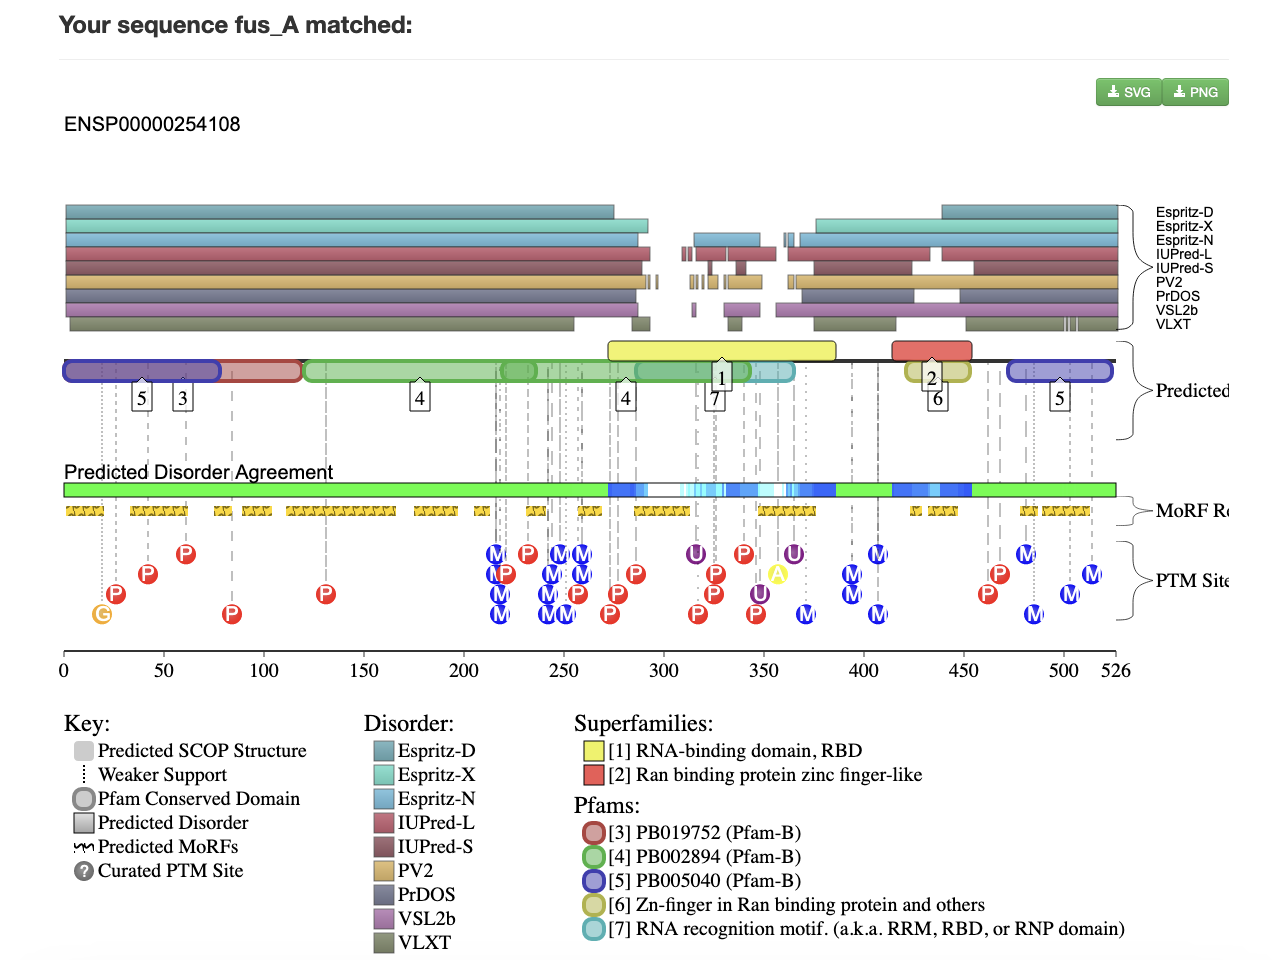 Your sequence fus_A matched:
SVG PNG
ENSP00000254108
Espritz-D
Espritz-X
Espritz-N
IUPred-L
IUPred-S
PV2
PrDOS
VSL2b
VLXT
1 2
5 3 4 4 7 6 5
Predicted
Predicted Disorder Agreement
MoRF Re
P M P M M U P U M M
P M P M M P P A M P M
P P M M P P P U M P M
G P M M M P P P M M M
PTM Site
0 50 100 150 200 250 300 350 400 450 500 526
Key:
Predicted SCOP Structure
Weaker Support
Pfam Conserved Domain
Predicted Disorder
Predicted MoRFs
? Curated PTM Site
Disorder:
Espritz-D
Espritz-X
Espritz-N
IUPred-L
IUPred-S
PV2
PrDOS
VSL2b
VLXT
Superfamilies:
[1] RNA-binding domain, RBD
[2] Ran binding protein zinc finger-like
Pfams:
[3] PB019752 (Pfam-B)
[4] PB002894 (Pfam-B)
[5] PB005040 (Pfam-B)
[6] Zn-finger in Ran binding protein and others
[7] RNA recognition motif. (a.k.a. RRM, RBD, or RNP domain)